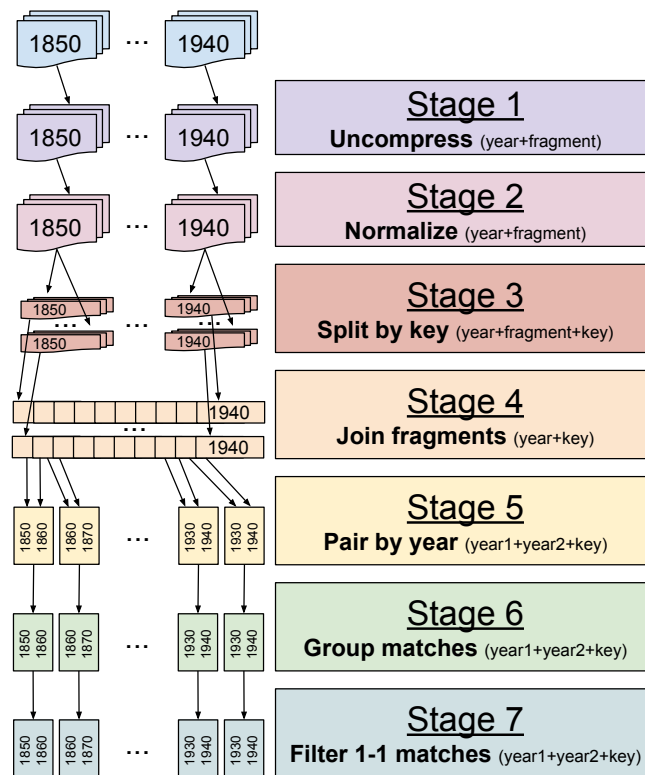 1850 ... 1940
Stage 1
1850 ... 1940
Uncompress (year+fragment)
Stage 2
1850 ... 1940
Normalize (year+fragment)
Stage 3
1850 ... 1940
... ... ...
1850 1940
Split by key (year+fragment+key)
Stage 4
1940
...
1940
Join fragments (year+key)
Stage 5
1850 1860 1860 1870 ... 1930 1940 1930 1940
Pair by year (year1+year2+key)
Stage 6
1850 1860 1860 1870 ... 1930 1940 1930 1940
Group matches (year1+year2+key)
Stage 7
1850 1860 1860 1870 ... 1930 1940 1930 1940
Filter 1-1 matches (year1+year2+key)